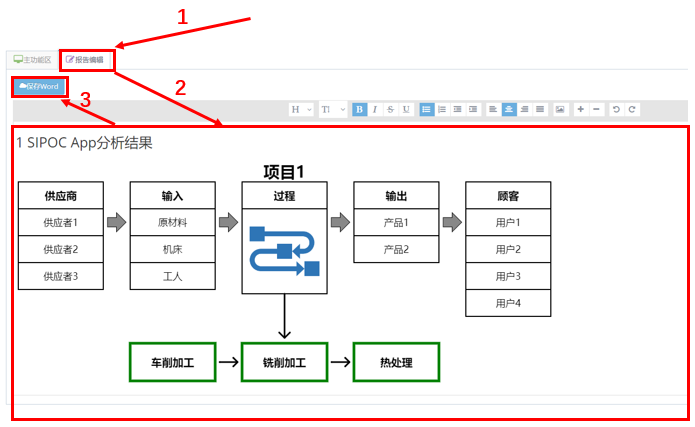 1
主功能区 报告编辑
2
保存Word
3
H TI B I S U
1 SIPOC App分析结果
项目1
供应商 输入 过程 输出 顾客
供应者1 原材料 产品1 用户1
供应者2 机床 产品2 用户2
供应者3 工人 用户3
用户4
车削加工 铣削加工 热处理